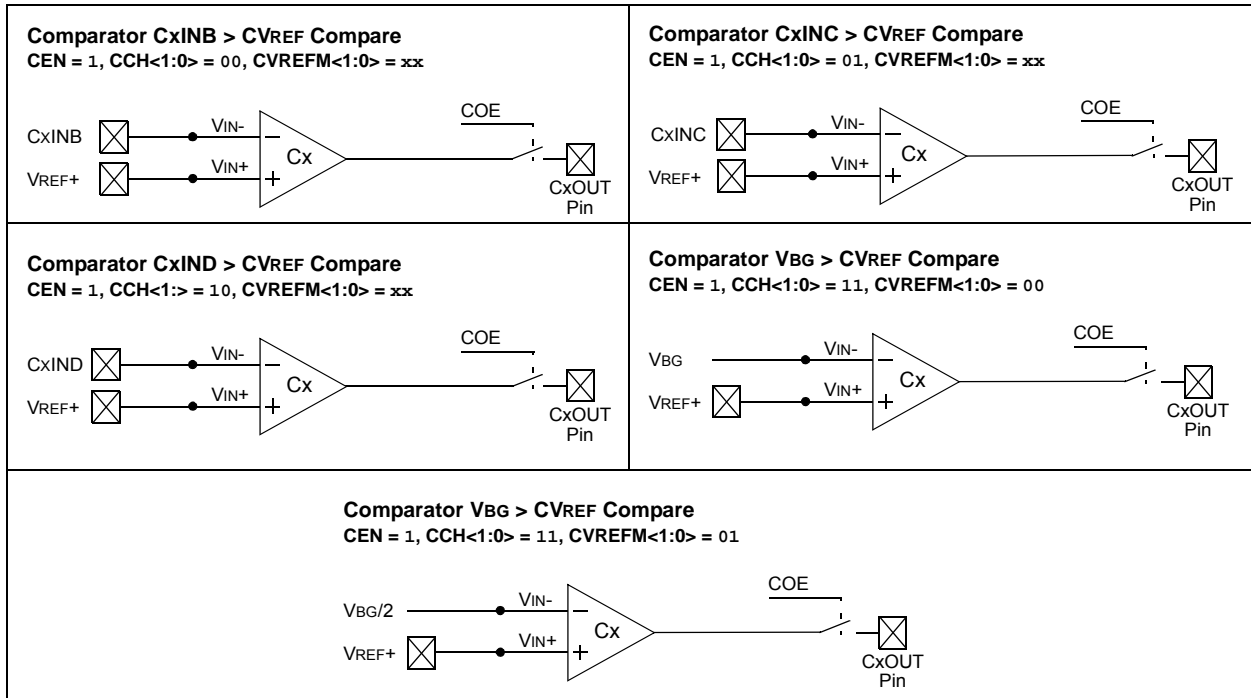 Comparator CxINB > CVREF Compare
CEN = 1, CCH<1:0> = 00, CVREFM<1:0> = xx
COE
CxINB
VIN-
Cx
VREF+
VIN+
CxOUT
Pin
Comparator CxINC > CVREF Compare
CEN = 1, CCH<1:0> = 01, CVREFM<1:0> = xx
COE
CxINC
VIN-
Cx
VREF+
VIN+
CxOUT
Pin
Comparator CxIND > CVREF Compare
CEN = 1, CCH<1:> = 10, CVREFM<1:0> = xx
COE
CxIND
VIN-
Cx
VREF+
VIN+
CxOUT
Pin
Comparator VBG > CVREF Compare
CEN = 1, CCH<1:0> = 11, CVREFM<1:0> = 00
COE
VBG
VIN-
Cx
VREF+
VIN+
CxOUT
Pin
Comparator VBG > CVREF Compare
CEN = 1, CCH<1:0> = 11, CVREFM<1:0> = 01
COE
VBG/2
VIN-
Cx
VREF+
VIN+
CxOUT
Pin